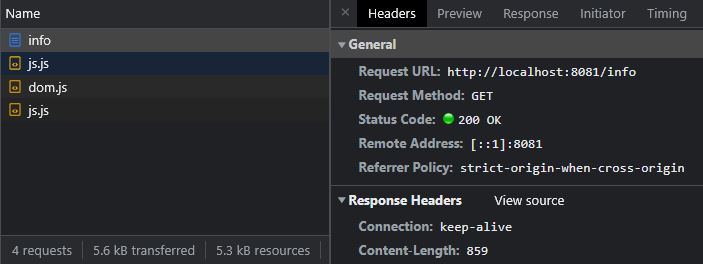 Name
info
js.js
dom.js
js.js
4 requests 5.6 kB transferred 5.3 kB resources
× Headers Preview Response Initiator Timing
General
Request URL: http://localhost:8081/info
Request Method: GET
Status Code: 200 OK
Remote Address: [::1]:8081
Referrer Policy: strict-origin-when-cross-origin
Response Headers View source
Connection: keep-alive
Content-Length: 859